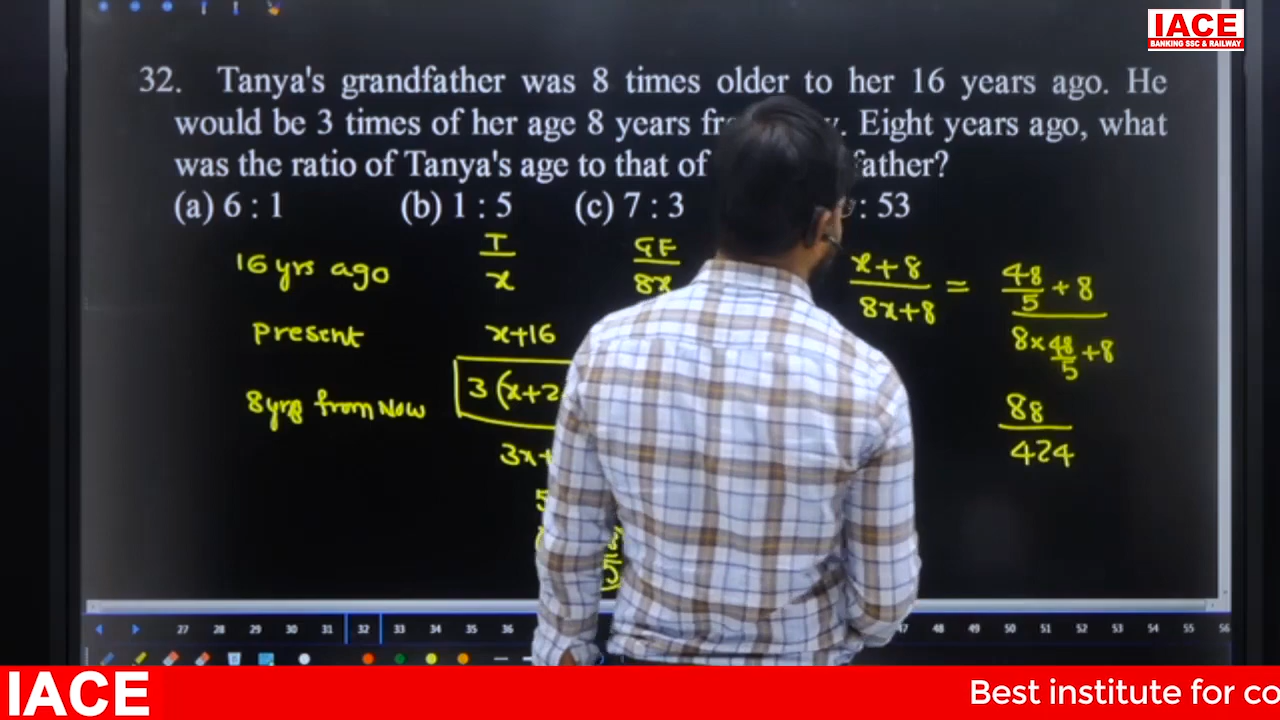 IACE
BANKING SSC & RAILWAY
32. Tanya's grandfather was 8 times older to her 16 years ago. He
would be 3 times of her age 8 years Eight years ago, what
was the ratio of Tanya's age to that of
(a) 6 : 1 (b) 1 : 5 (c) 7 : 3 : 53
T GF
16 yrs ago x 8x
Present x+16
8yrs from Now 3(x+2
3x+
5
x+8 / 8x+8 = 48/5 + 8 / 8×48/5+8
88 / 424
27 28 29 30 31 32 33 34 35 36 47 48 49 50 51 52 53 54 55 56
IACE Best institute for co